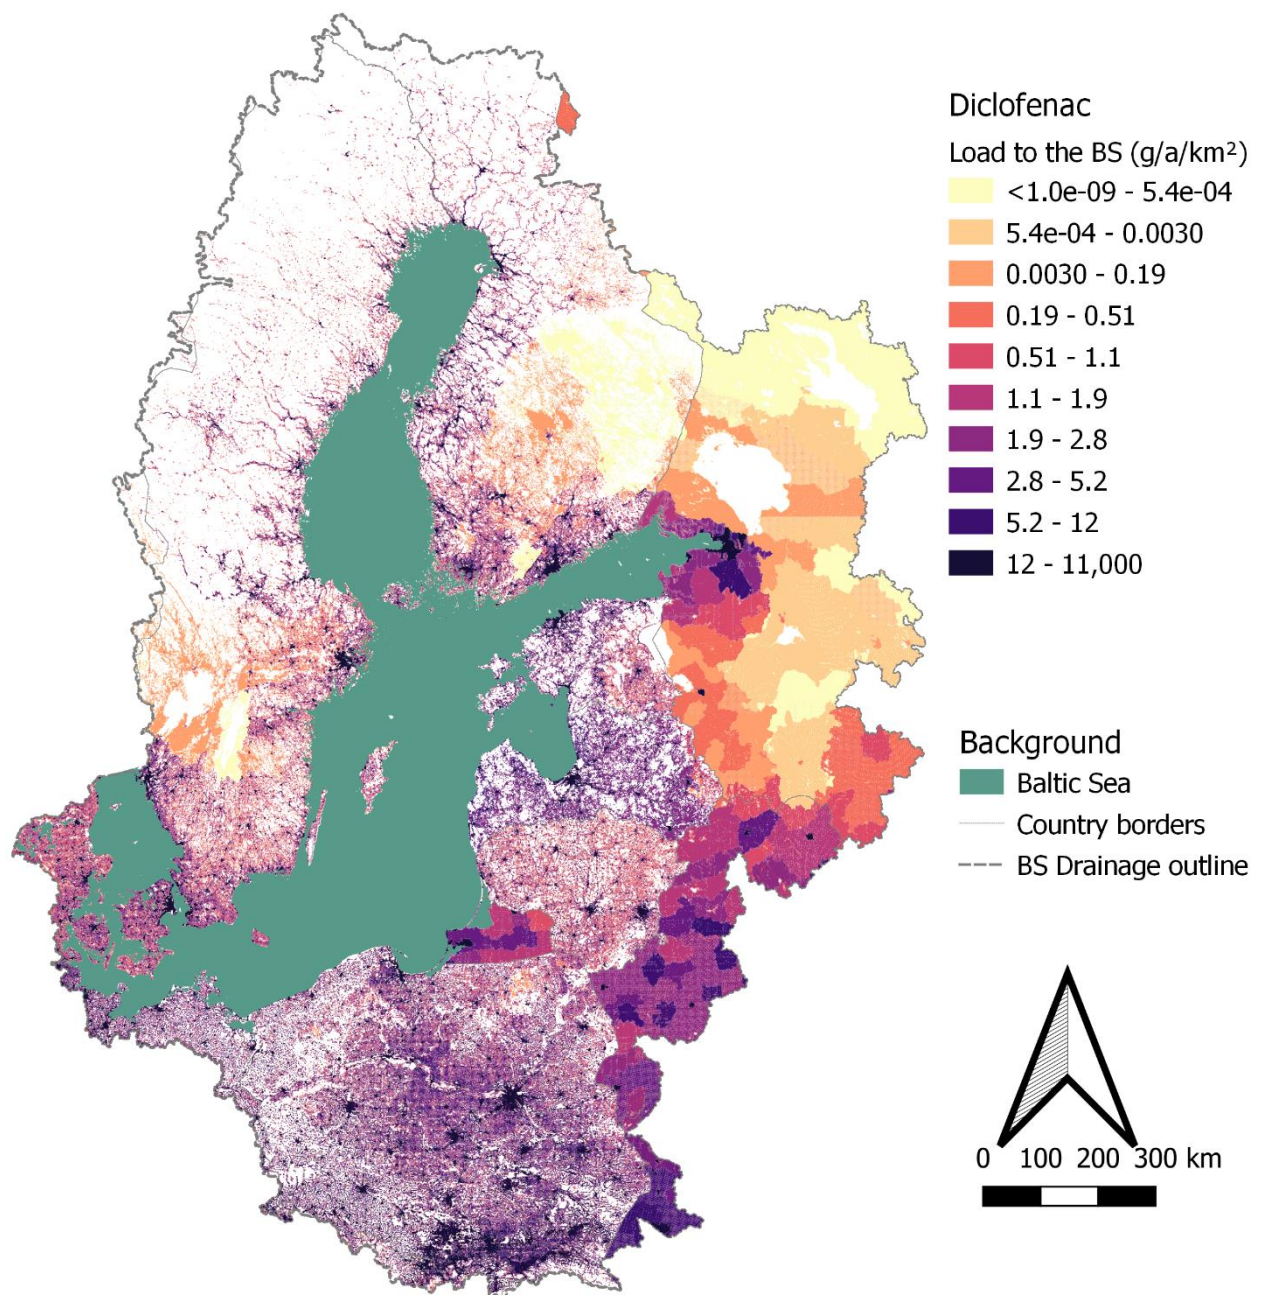 Diclofenac
Load to the BS (g/a/km²)
<1.0e-09 - 5.4e-04
5.4e-04 - 0.0030
0.0030 - 0.19
0.19 - 0.51
0.51 - 1.1
1.1 - 1.9
1.9 - 2.8
2.8 - 5.2
5.2 - 12
12 - 11,000
Background
Baltic Sea
Country borders
BS Drainage outline
0 100 200 300 km